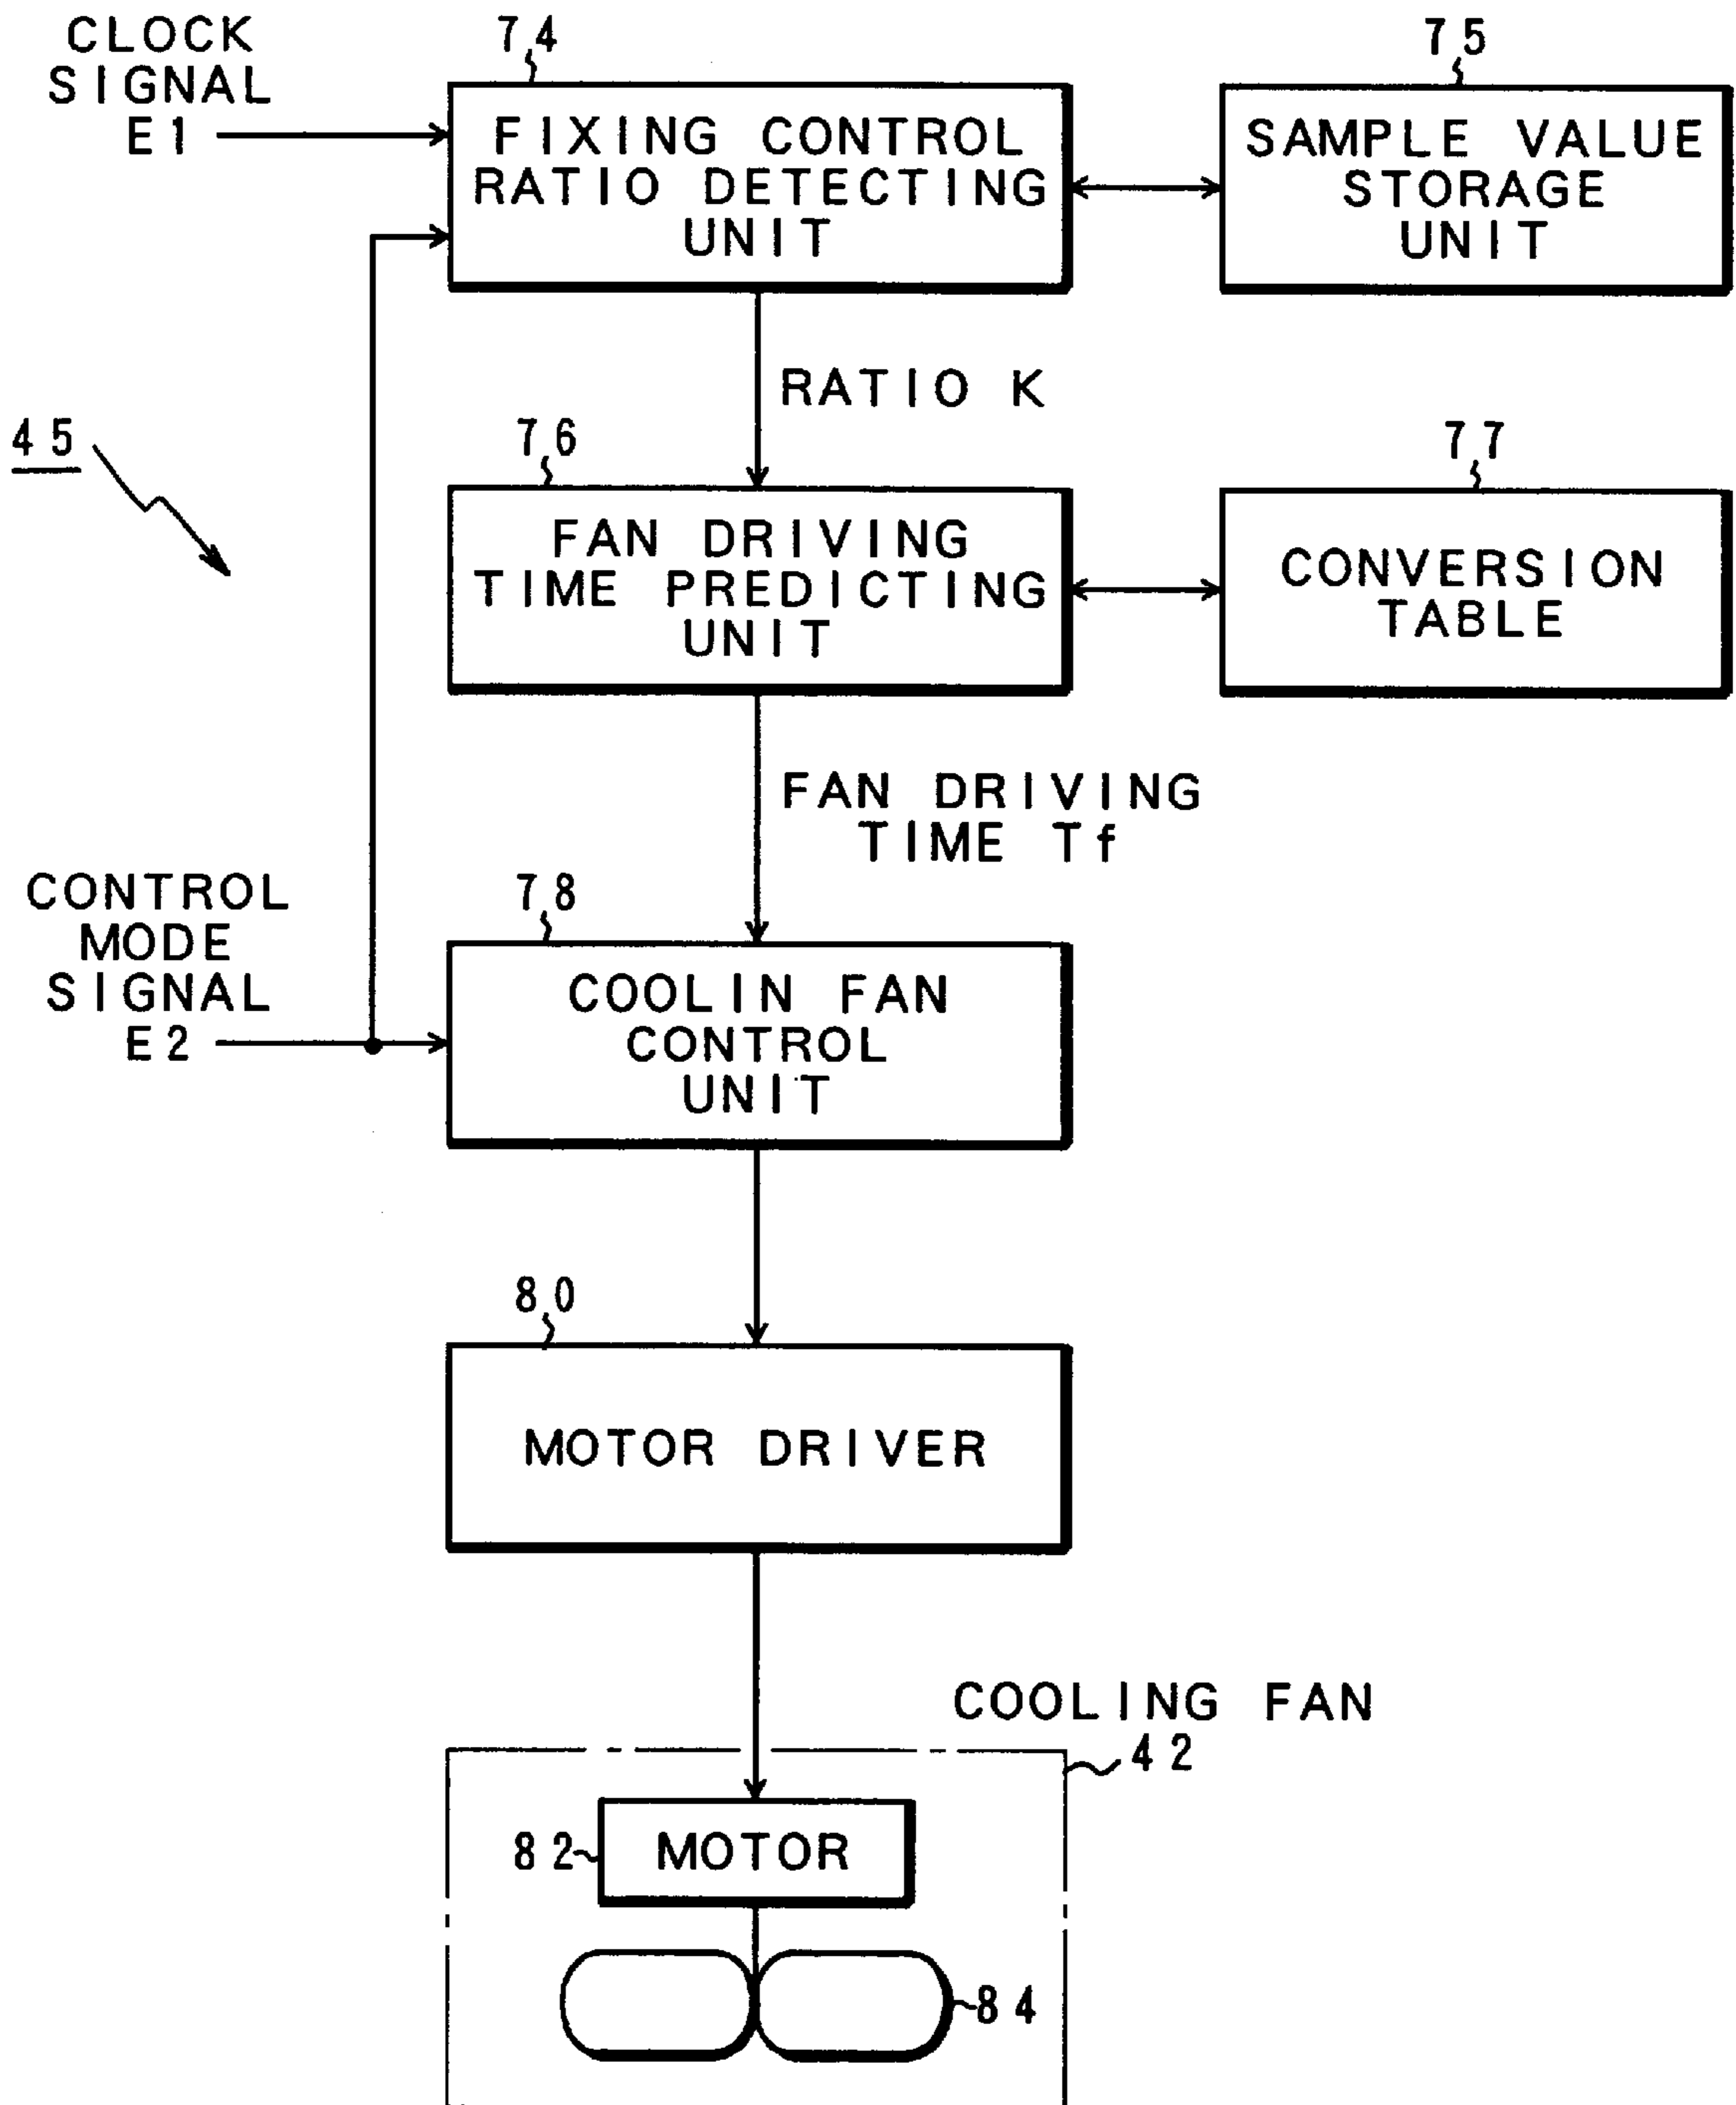 CLOCK
SIGNAL
E1
74
FIXING CONTROL
RATIO DETECTING
UNIT
75
SAMPLE VALUE
STORAGE
UNIT
RATIO K
45
76
FAN DRIVING
TIME PREDICTING
UNIT
77
CONVERSION
TABLE
FAN DRIVING
TIME Tf
CONTROL
MODE
SIGNAL
E2
78
COOLIN FAN
CONTROL
UNIT
80
MOTOR DRIVER
COOLING FAN
42
82
MOTOR
84